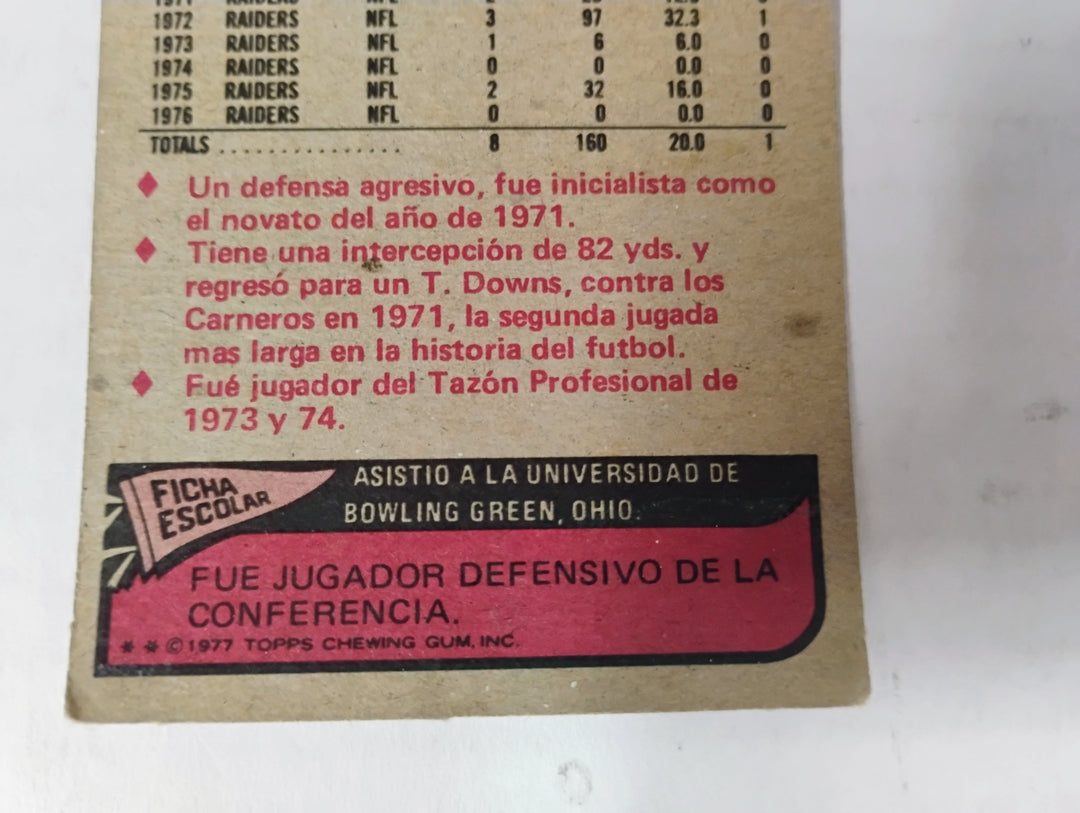 1972 RAIDERS NFL 3 97 32.3 1
1973 RAIDERS NFL 1 6 6.0 0
1974 RAIDERS NFL 0 0 0.0 0
1975 RAIDERS NFL 2 32 16.0 0
1976 RAIDERS NFL 0 0 0.0 0
TOTALS ................ 8 160 20.0 1
♦ Un defensa agresivo, fue inicialista como
el novato del año de 1971.
♦ Tiene una intercepción de 82 yds. y
regresó para un T. Downs, contra los
Carneros en 1971, la segunda jugada
mas larga en la historia del futbol.
♦ Fué jugador del Tazón Profesional de
1973 y 74.
FICHA
ESCOLAR
ASISTIO A LA UNIVERSIDAD DE
BOWLING GREEN, OHIO.
FUE JUGADOR DEFENSIVO DE LA
CONFERENCIA.
＊ ＊ © 1977 TOPPS CHEWING GUM, INC.